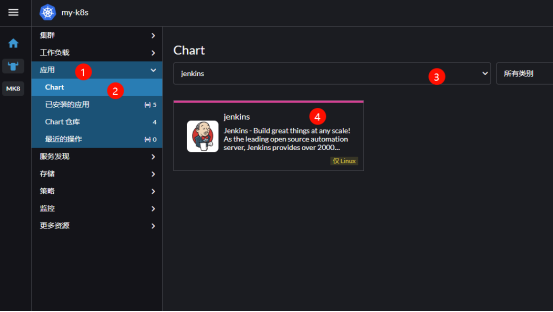 my-k8s
集群
工作负载
应用
1
Chart
2
已安装的应用
5
Chart 仓库
4
最近的操作
0
服务发现
存储
策略
监控
更多资源
MK8
Chart
jenkins
3
所有类别
jenkins
4
Jenkins - Build great things at any scale!
As the leading open source automation
server, Jenkins provides over 2000...
仅 Linux